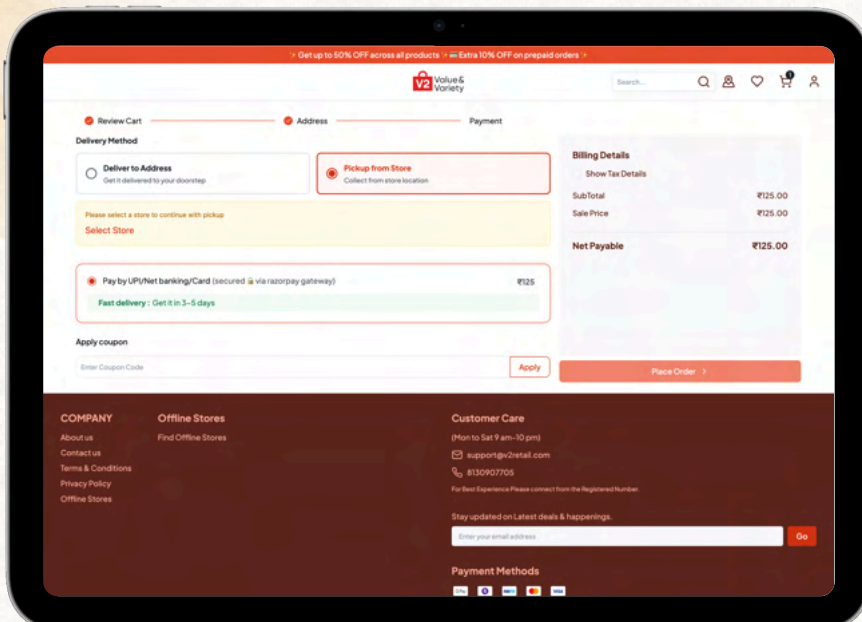 Get up to 50% OFF across all products ✨ 💳 Extra 10% OFF on prepaid orders
V2 Value & Variety
Search...
Review Cart
Address
Payment
Delivery Method
Deliver to Address
Get it delivered to your doorstep
Pickup from Store
Collect from store location
Please select a store to continue with pickup
Select Store
Pay by UPI/Net banking/Card (secured 🔒 via razorpay gateway) ₹125
Fast delivery : Get it in 3-5 days
Apply coupon
Enter Coupon Code
Apply
Billing Details
Show Tax Details
SubTotal ₹125.00
Sale Price ₹125.00
Net Payable ₹125.00
Place Order >
COMPANY
About us
Contact us
Terms & Conditions
Privacy Policy
Offline Stores
Offline Stores
Find Offline Stores
Customer Care
(Mon to Sat 9 am-10 pm)
support@v2retail.com
8130907705
For Best Experience Please connect from the Registered Number.
Stay updated on Latest deals & happenings.
Enter your email address
Go
Payment Methods
VISA